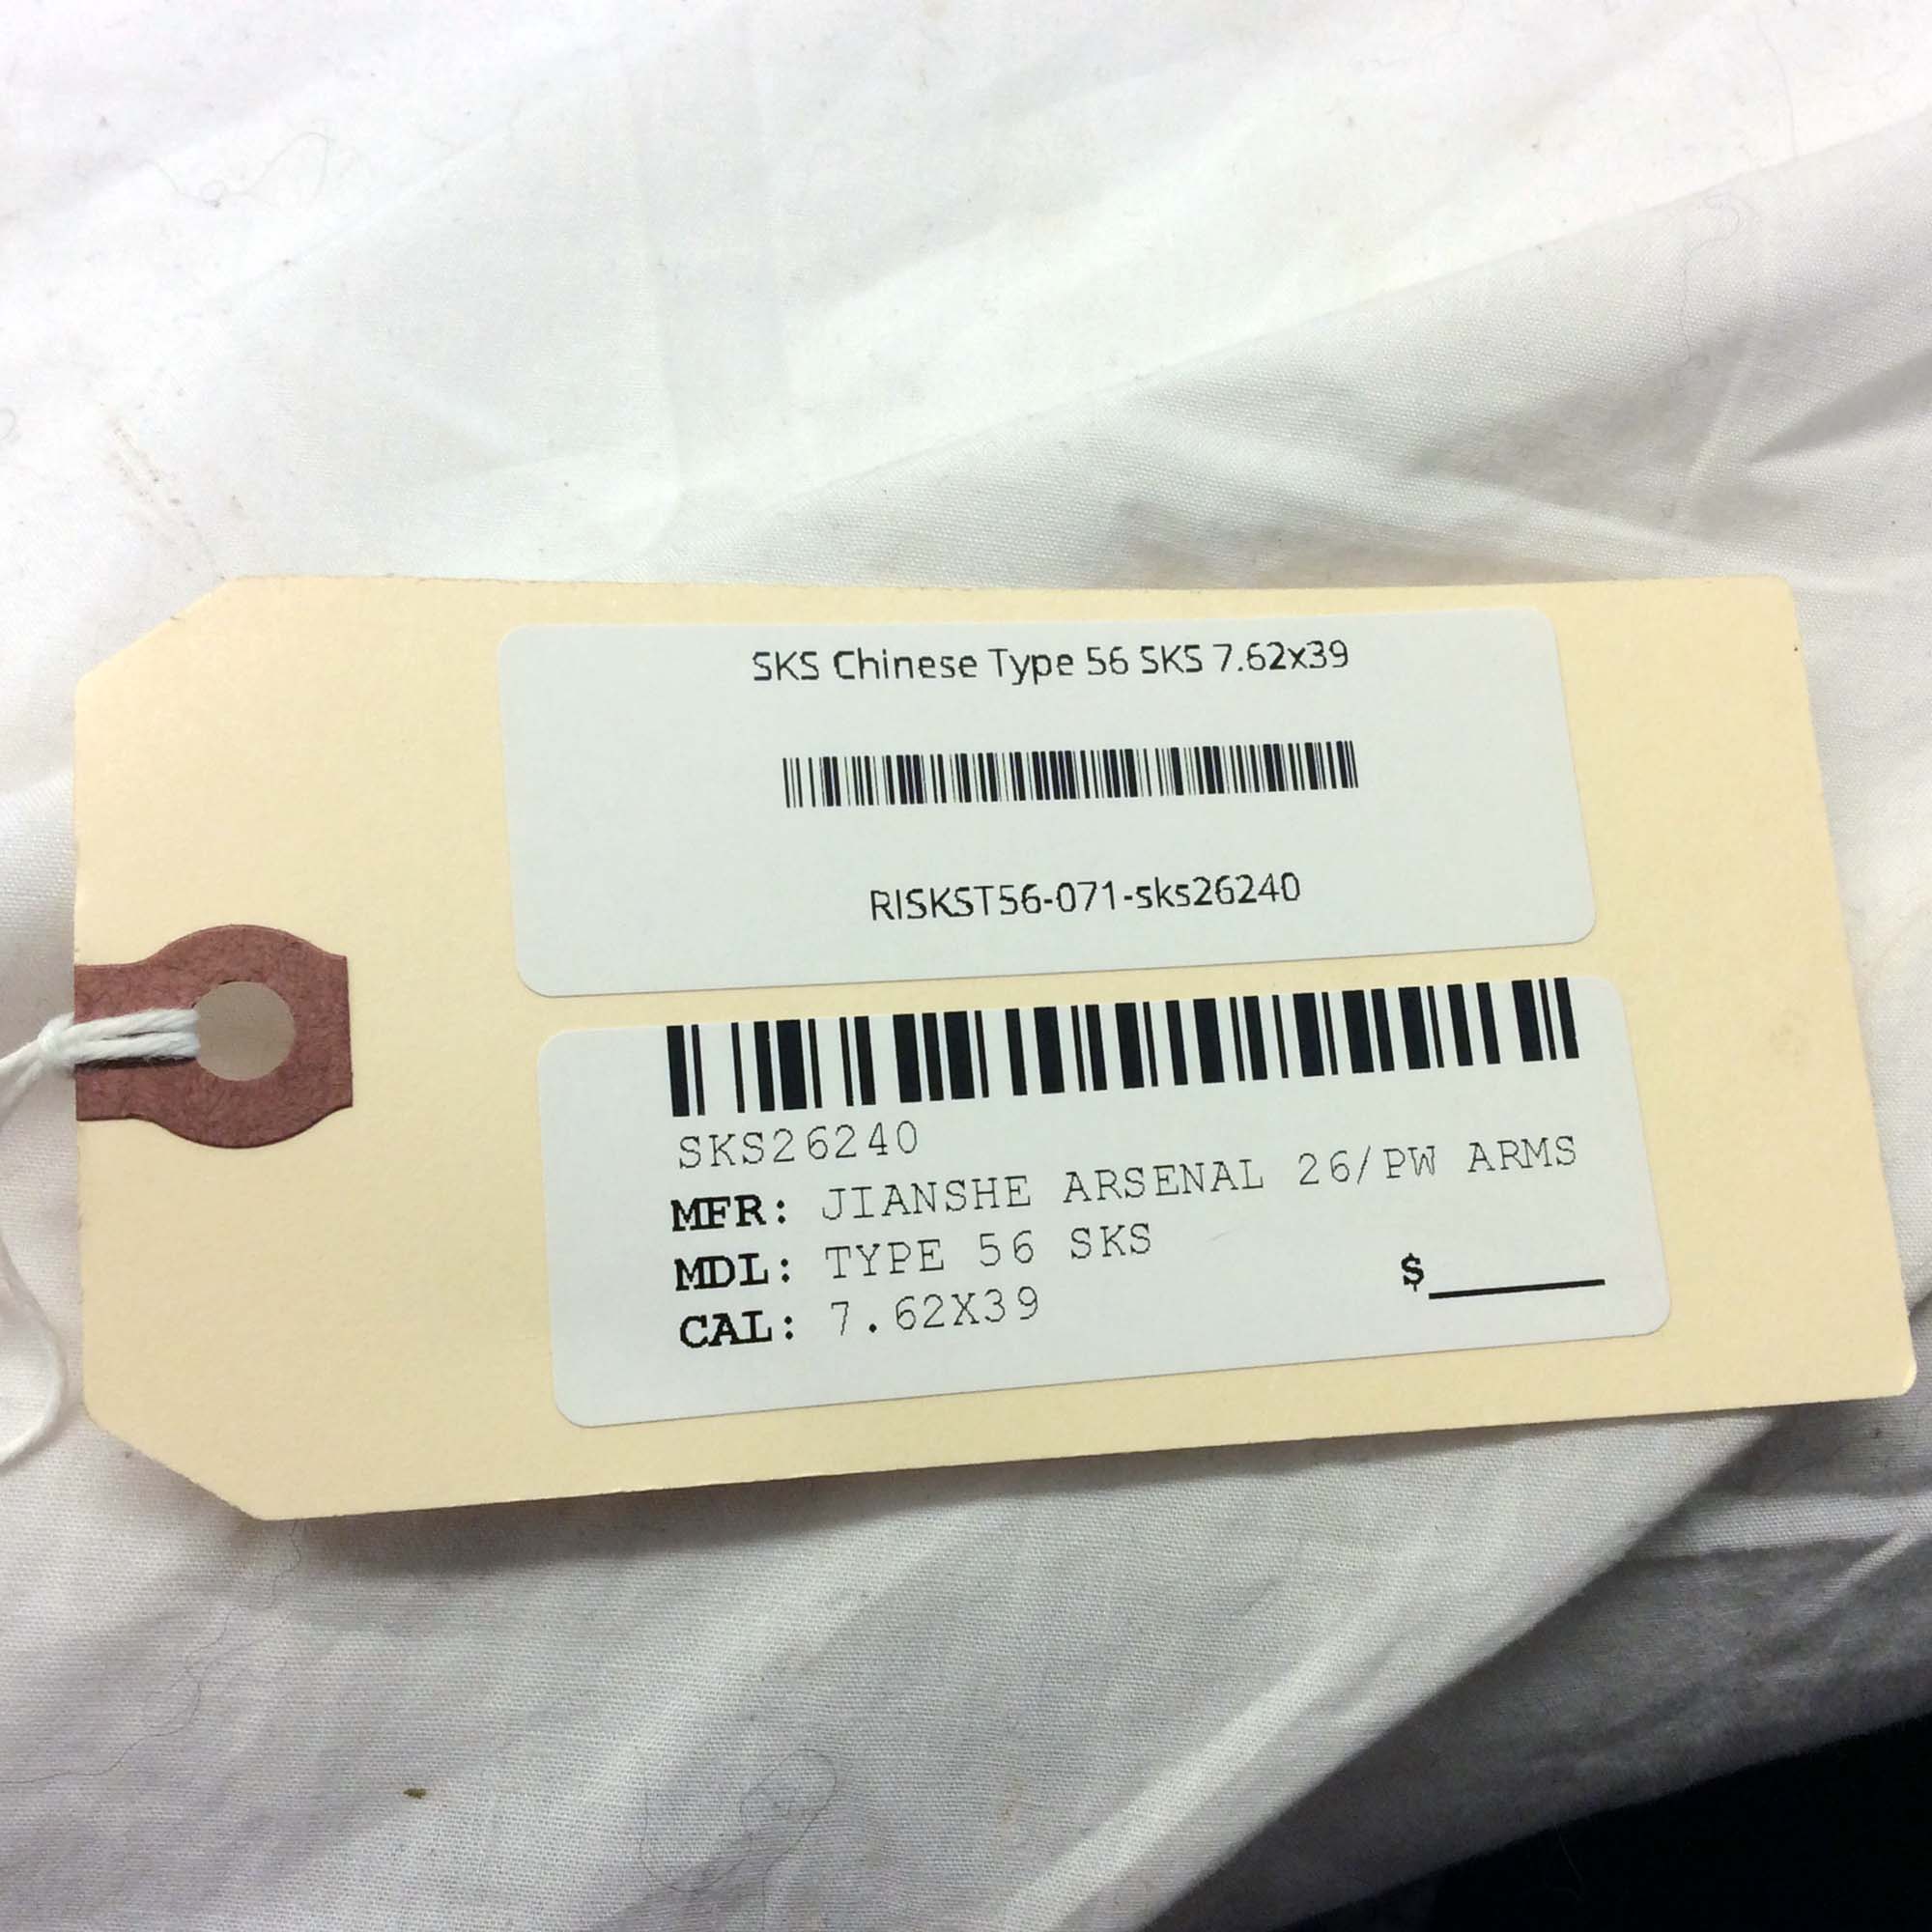 SKS Chinese Type 56 SKS 7.62x39
RISKST56-071-sks26240
SKS26240
MFR: JIANSHE ARSENAL 26/PW ARMS
MDL: TYPE 56 SKS
CAL: 7.62X39
$